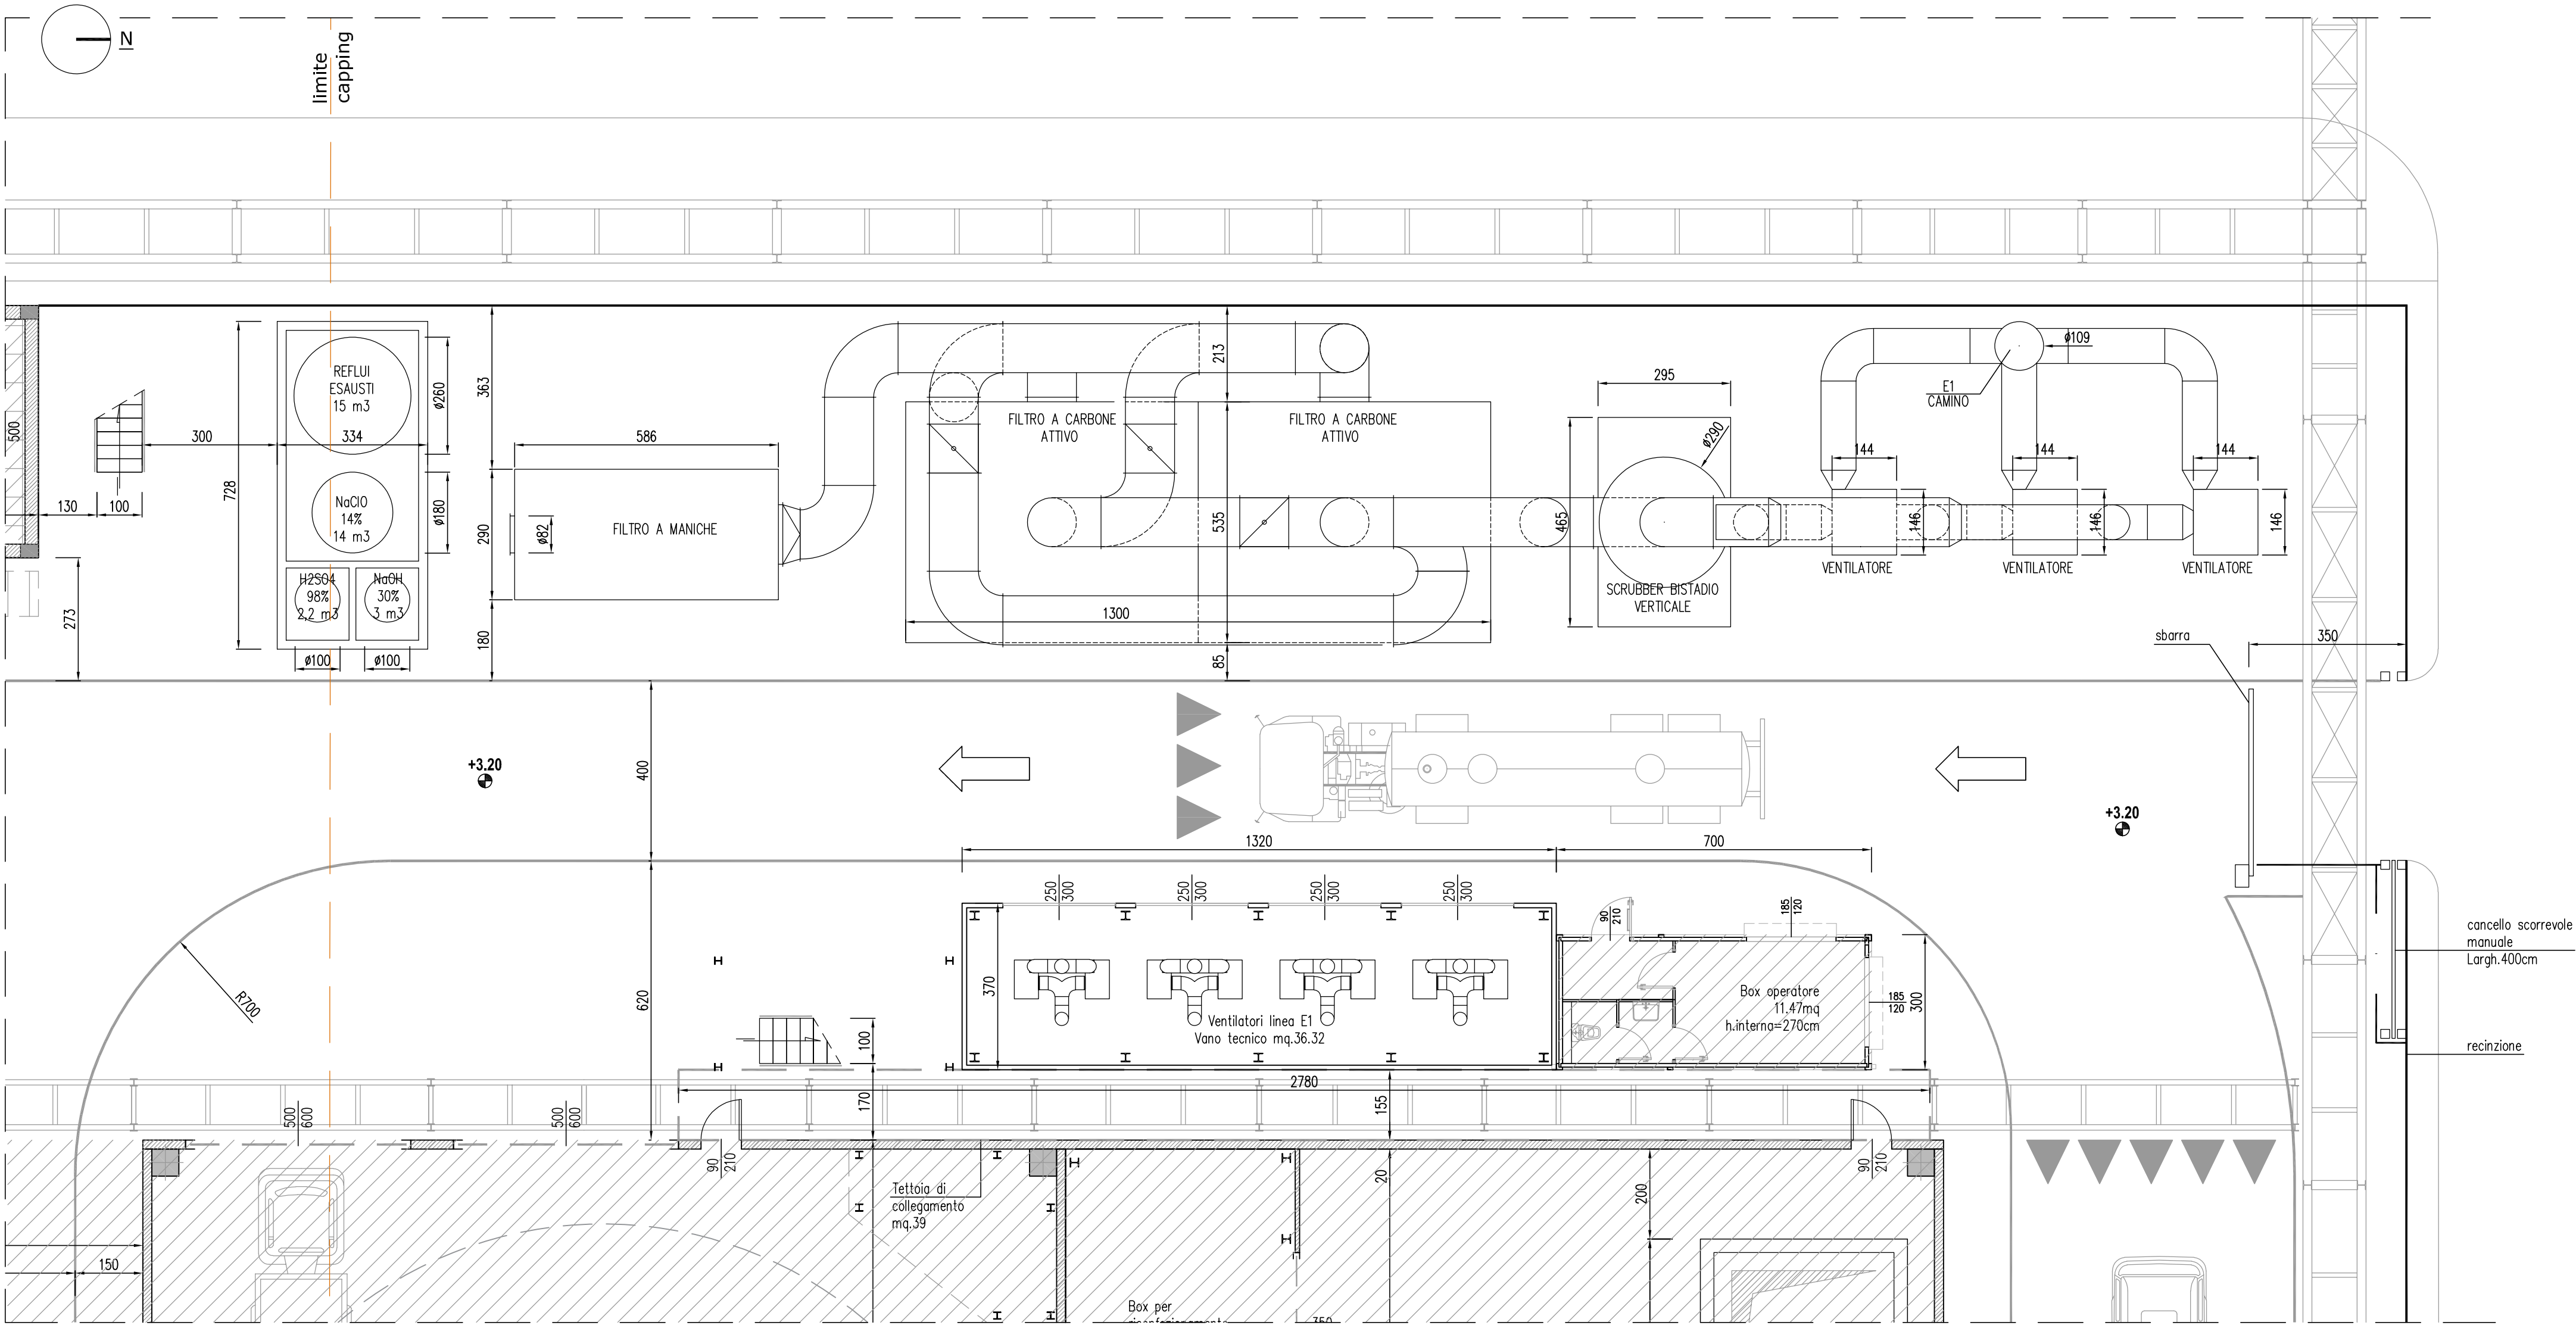 N
limite
capping
REFLUI
ESAUSTI
15 m3
ø260
334
300
728
500
130
100
NaClO
14%
14 m3
ø180
H2SO4
98%
2,2 m3
NaOH
30%
3 m3
ø100
ø100
273
363
290
180
586
ø82
FILTRO A MANICHE
213
535
85
FILTRO A CARBONE
ATTIVO
FILTRO A CARBONE
ATTIVO
1300
295
465
ø290
SCRUBBER BISTADIO
VERTICALE
ø109
E1
CAMINO
144
144
144
146
146
146
VENTILATORE
VENTILATORE
VENTILATORE
sbarra
350
+3.20
400
+3.20
1320
700
250
300
250
300
250
300
250
300
90
210
185
120
370
Ventilatori linea E1
Vano tecnico mq.36.32
Box operatore
11.47mq
h.interna=270cm
185
120
300
cancello scorrevole
manuale
Largh.400cm
recinzione
R700
620
100
170
2780
155
500
600
500
600
90
210
90
210
20
200
Tettoia di
collegamento
mq.39
150
Box per
riconfezionamento
350